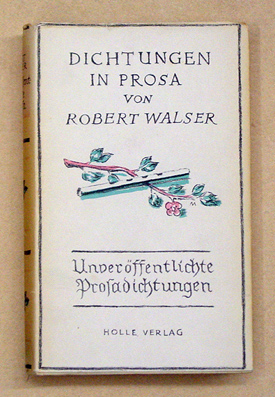 DICHTUNGEN
IN PROSA
VON
ROBERT WALSER
Unveröffentlichte
Prosadichtungen
HOLLE VERLAG